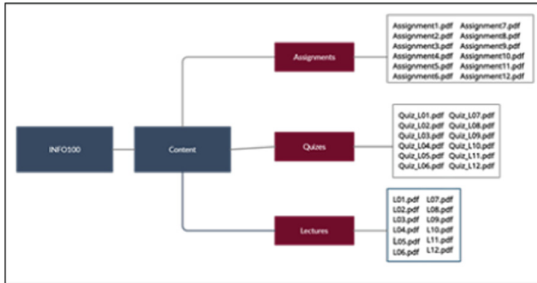 Assignments
Assignment1.pdf Assignment7.pdf
Assignment2.pdf Assignment8.pdf
Assignment3.pdf Assignment9.pdf
Assignment4.pdf Assignment10.pdf
Assignment5.pdf Assignment11.pdf
Assignment6.pdf Assignment12.pdf
INFO100
Content
Quizes
Quiz_L01.pdf Quiz_L07.pdf
Quiz_L02.pdf Quiz_L08.pdf
Quiz_L03.pdf Quiz_L09.pdf
Quiz_L04.pdf Quiz_L10.pdf
Quiz_L05.pdf Quiz_L11.pdf
Quiz_L06.pdf Quiz_L12.pdf
Lectures
L01.pdf L07.pdf
L02.pdf L08.pdf
L03.pdf L09.pdf
L04.pdf L10.pdf
L05.pdf L11.pdf
L06.pdf L12.pdf